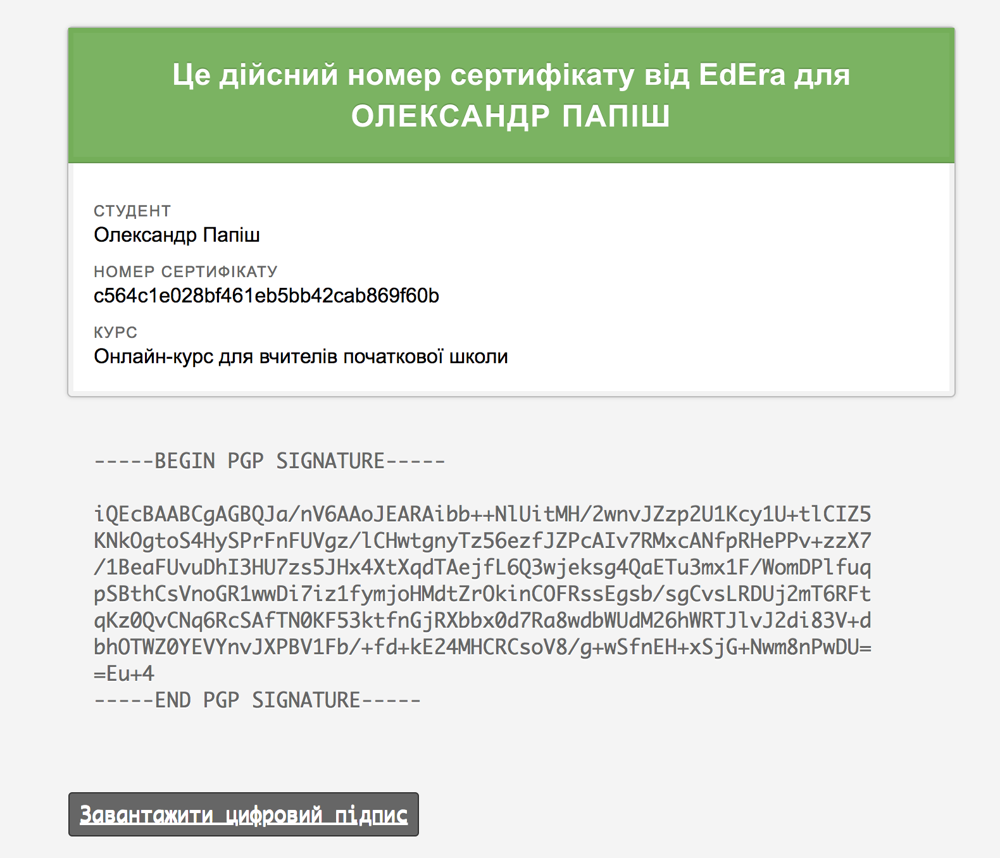 Це дійсний номер сертифікату від EdEra для
ОЛЕКСАНДР ПАПІШ
СТУДЕНТ
Олександр Папіш
НОМЕР СЕРТИФІКАТУ
c564c1e028bf461eb5bb42cab869f60b
КУРС
Онлайн-курс для вчителів початкової школи
-----BEGIN PGP SIGNATURE-----
iQEcBAABCgAGBQJa/nV6AAoJEARAibb++NlUitMH/2wnvJZzp2U1Kcy1U+tlCIZ5
KNkOgtoS4HySPrFnFUVgz/lCHwtgnyTz56ezfJZPcAIv7RMxcANfpRHePPv+zzX7
/1BeaFUvuDhI3HU7zs5JHx4XtXqdTAejfL6Q3wjeksg4QaETu3mx1F/WomDPlfuq
pSBthCsVnoGR1wwDi7iz1fymjoHMdtZrOkinCOFRssEgsb/sgCvsLRDUj2mT6RFt
qKz0QvCNq6RcSAfTN0KF53ktfnGjRXbbx0d7Ra8wdbWUdM26hWRTJlvJ2di83V+d
bhOTWZ0YEVYnvJXPBV1Fb/+fd+kE24MHCRCsoV8/g+wSfnEH+xSjG+Nwm8nPwDU=
=Eu+4
-----END PGP SIGNATURE-----
Завантажити цифровий підпис